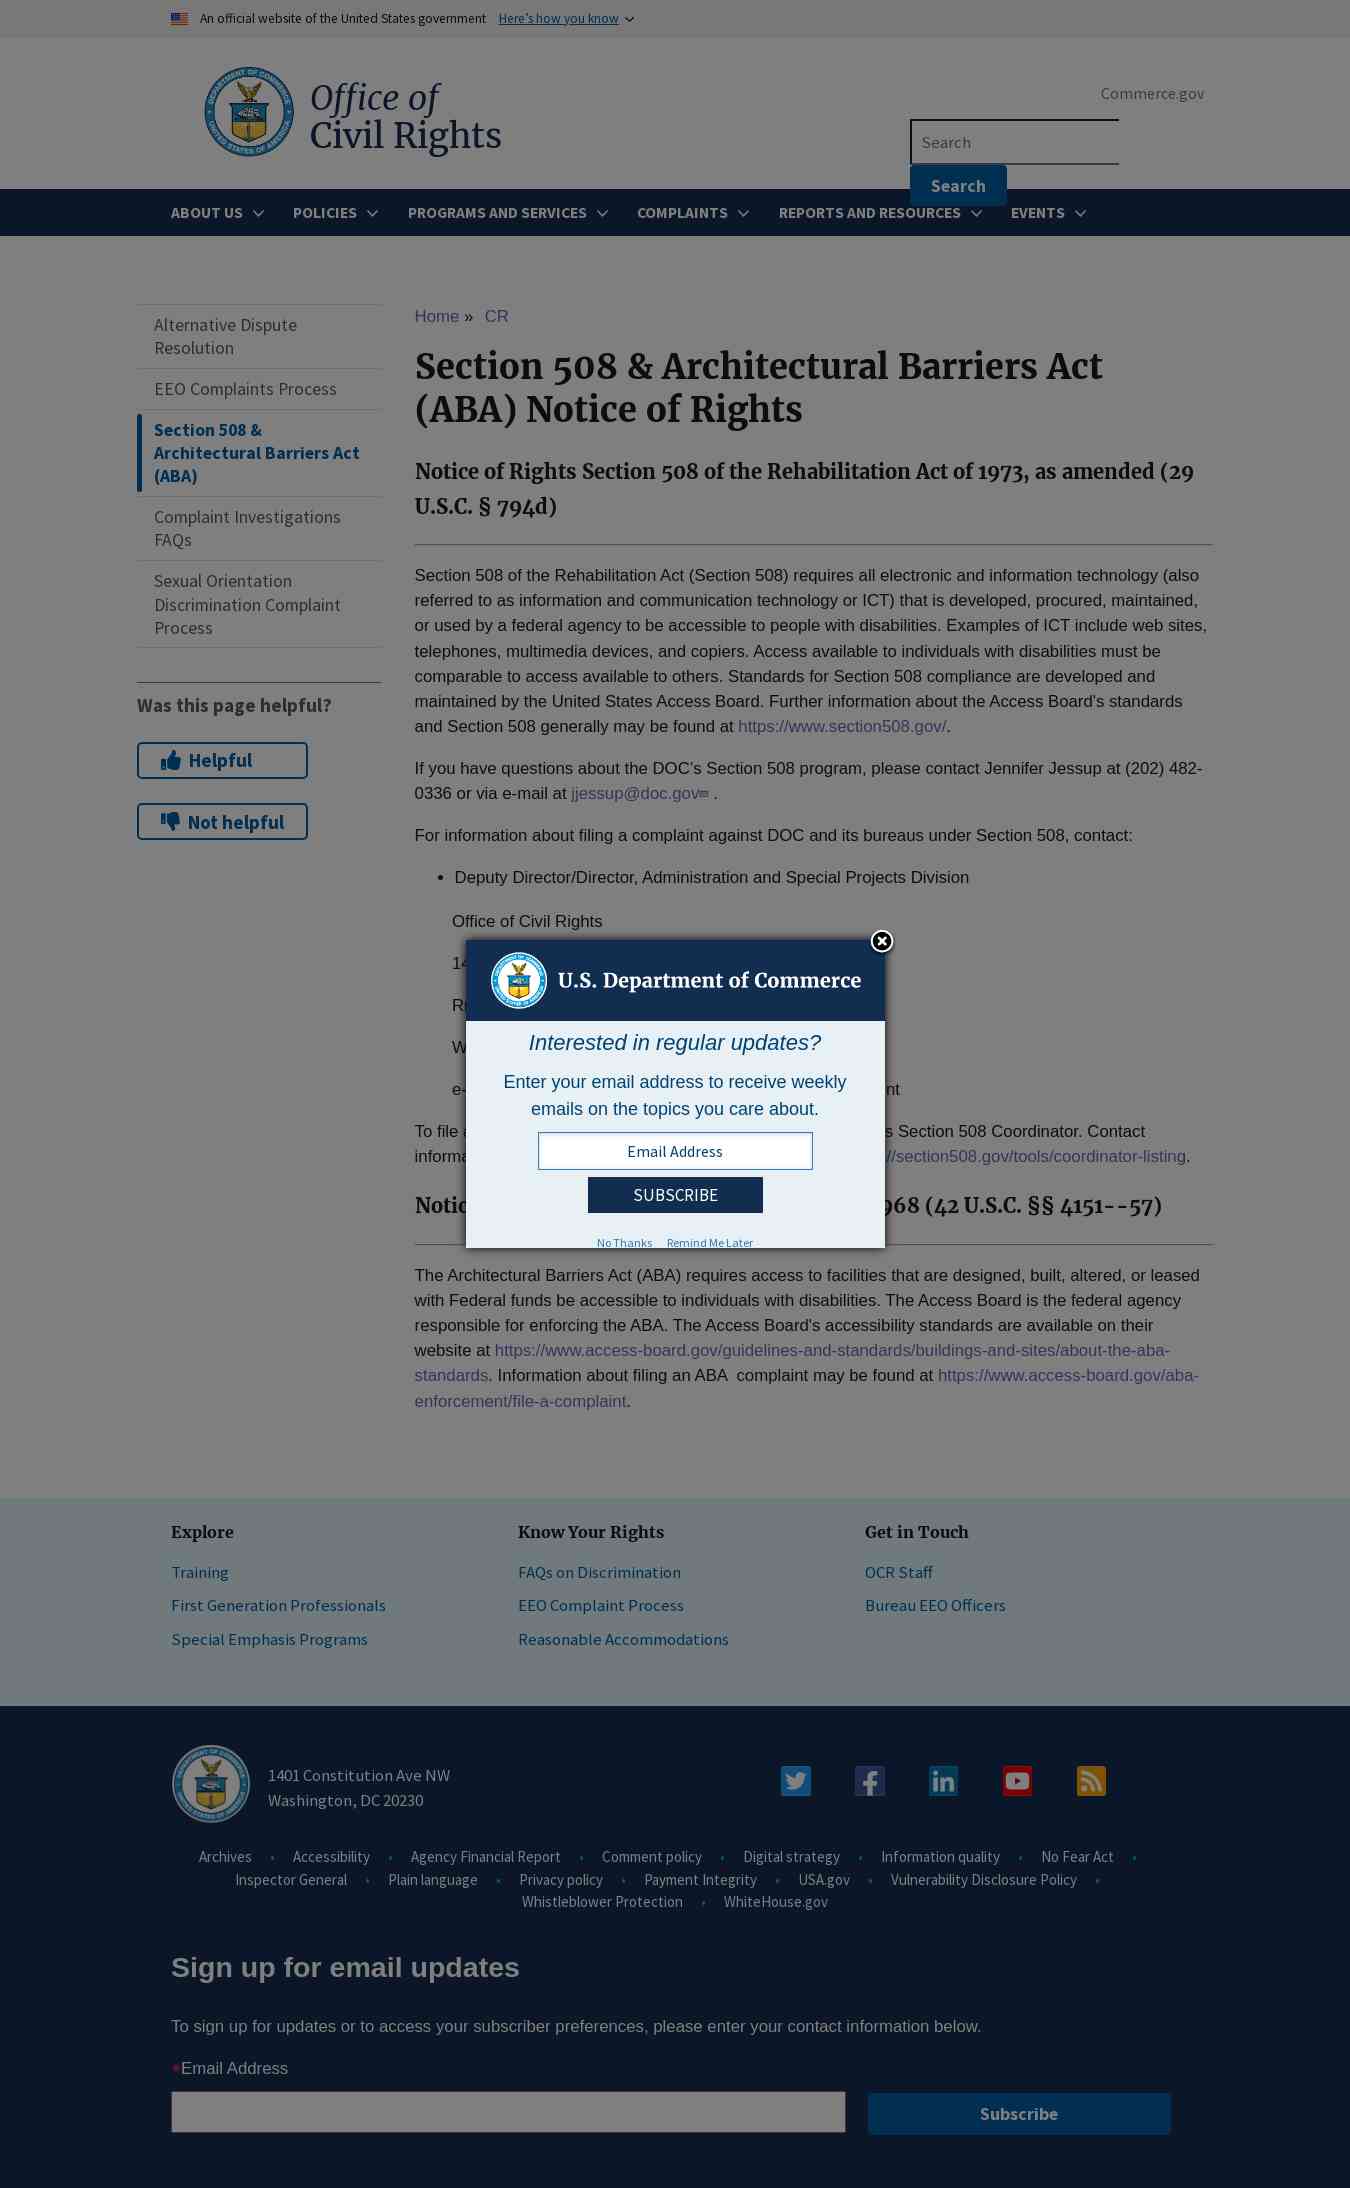 An official website of the United States government Here's how you know
Office of
Civil Rights
Commerce.gov
Search
Search
ABOUT US POLICIES PROGRAMS AND SERVICES COMPLAINTS REPORTS AND RESOURCES EVENTS
Alternative Dispute
Resolution
EEO Complaints Process
Section 508 &
Architectural Barriers Act
(ABA)
Complaint Investigations
FAQs
Sexual Orientation
Discrimination Complaint
Process
Was this page helpful?
Helpful
Not helpful
Home » CR
Section 508 & Architectural Barriers Act
(ABA) Notice of Rights
Notice of Rights Section 508 of the Rehabilitation Act of 1973, as amended (29
U.S.C. § 794d)
Section 508 of the Rehabilitation Act (Section 508) requires all electronic and information technology (also
referred to as information and communication technology or ICT) that is developed, procured, maintained,
or used by a federal agency to be accessible to people with disabilities. Examples of ICT include web sites,
telephones, multimedia devices, and copiers. Access available to individuals with disabilities must be
comparable to access available to others. Standards for Section 508 compliance are developed and
maintained by the United States Access Board. Further information about the Access Board's standards
and Section 508 generally may be found at https://www.section508.gov/.
If you have questions about the DOC's Section 508 program, please contact Jennifer Jessup at (202) 482-
0336 or via e-mail at jjessup@doc.gov .
For information about filing a complaint against DOC and its bureaus under Section 508, contact:
• Deputy Director/Director, Administration and Special Projects Division
Office of Civil Rights
14
R
W
e- nt
To file a s Section 508 Coordinator. Contact
informa //section508.gov/tools/coordinator-listing.
Notic 968 (42 U.S.C. §§ 4151--57)
U.S. Department of Commerce
Interested in regular updates?
Enter your email address to receive weekly
emails on the topics you care about.
Email Address
SUBSCRIBE
No Thanks Remind Me Later
The Architectural Barriers Act (ABA) requires access to facilities that are designed, built, altered, or leased
with Federal funds be accessible to individuals with disabilities. The Access Board is the federal agency
responsible for enforcing the ABA. The Access Board's accessibility standards are available on their
website at https://www.access-board.gov/guidelines-and-standards/buildings-and-sites/about-the-aba-
standards. Information about filing an ABA complaint may be found at https://www.access-board.gov/aba-
enforcement/file-a-complaint.
Explore
Training
First Generation Professionals
Special Emphasis Programs
Know Your Rights
FAQs on Discrimination
EEO Complaint Process
Reasonable Accommodations
Get in Touch
OCR Staff
Bureau EEO Officers
1401 Constitution Ave NW
Washington, DC 20230
Archives • Accessibility • Agency Financial Report • Comment policy • Digital strategy • Information quality • No Fear Act •
Inspector General • Plain language • Privacy policy • Payment Integrity • USA.gov • Vulnerability Disclosure Policy •
Whistleblower Protection • WhiteHouse.gov
Sign up for email updates
To sign up for updates or to access your subscriber preferences, please enter your contact information below.
*Email Address
Subscribe